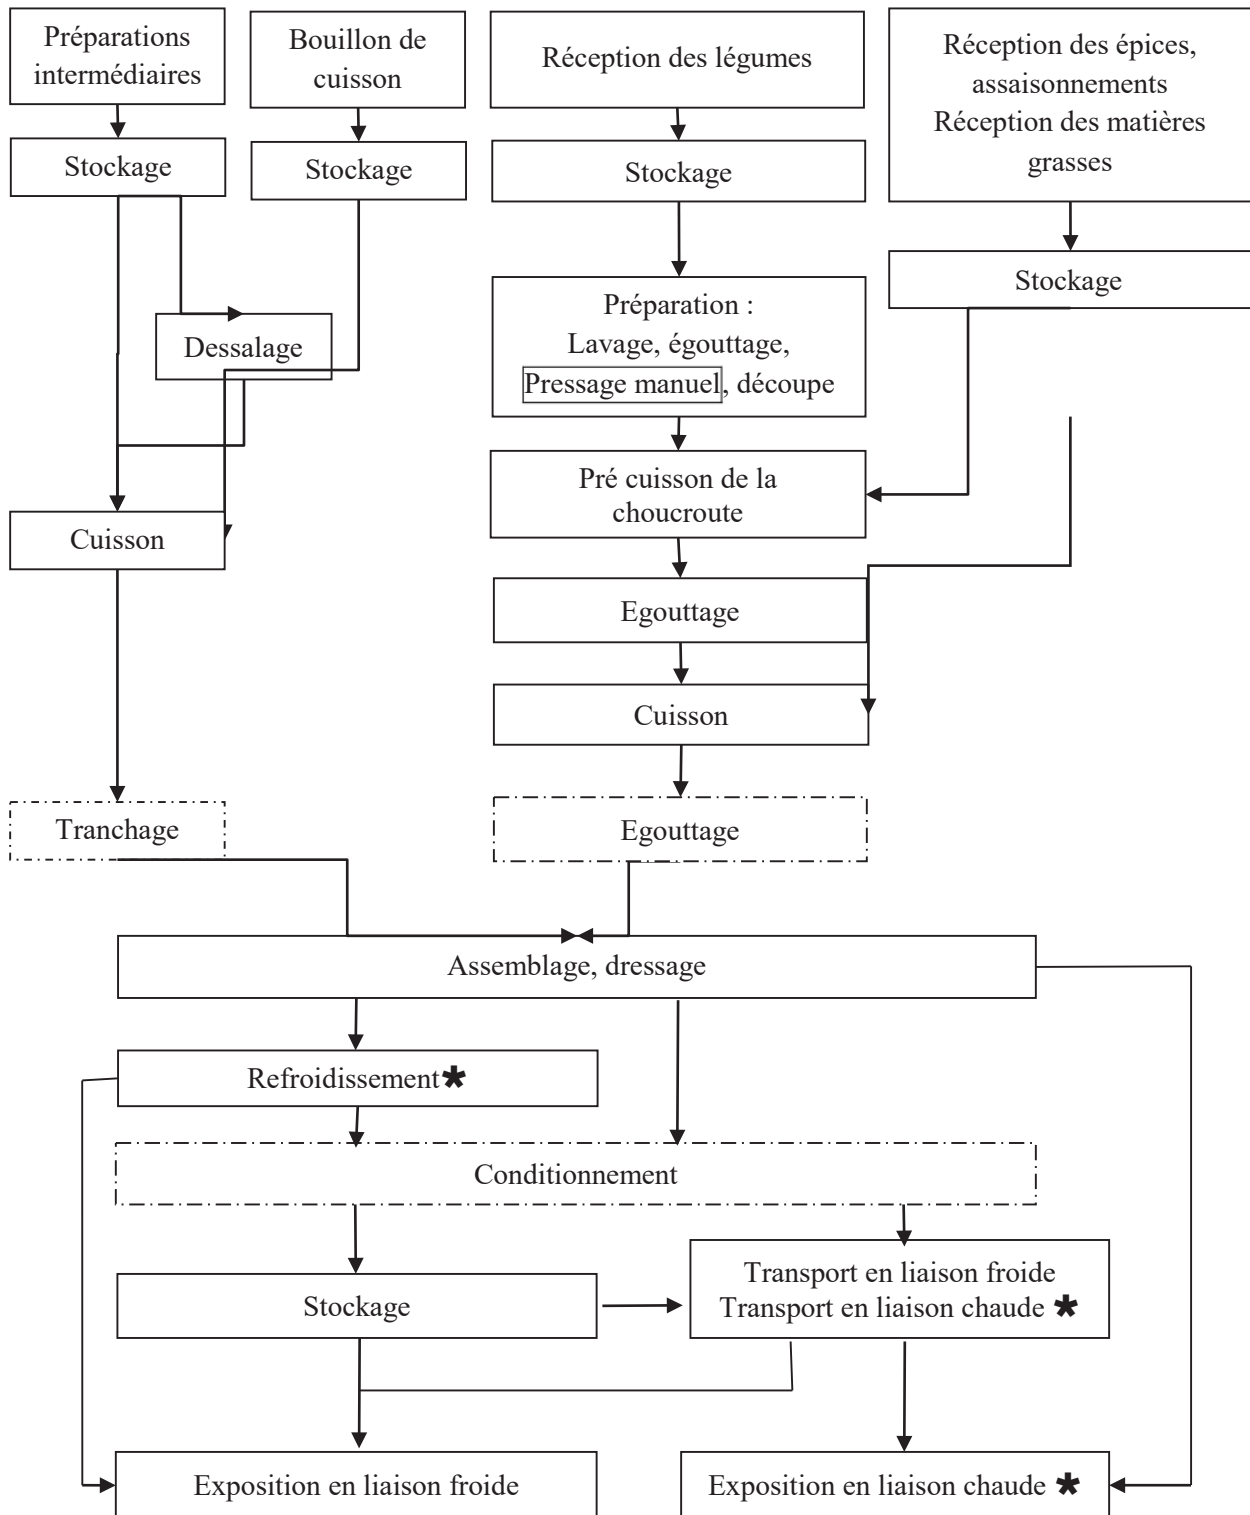 Préparations
intermédiaires
Bouillon de
cuisson
Réception des légumes
Réception des épices,
assaisonnements
Réception des matières
grasses
Stockage
Stockage
Stockage
Stockage
Préparation :
Lavage, égouttage,
Pressage manuel, découpe
Dessalage
Pré cuisson de la
choucroute
Cuisson
Egouttage
Cuisson
Tranchage
Egouttage
Assemblage, dressage
Refroidissement*
Conditionnement
Stockage
Transport en liaison froide
Transport en liaison chaude *
Exposition en liaison froide
Exposition en liaison chaude *